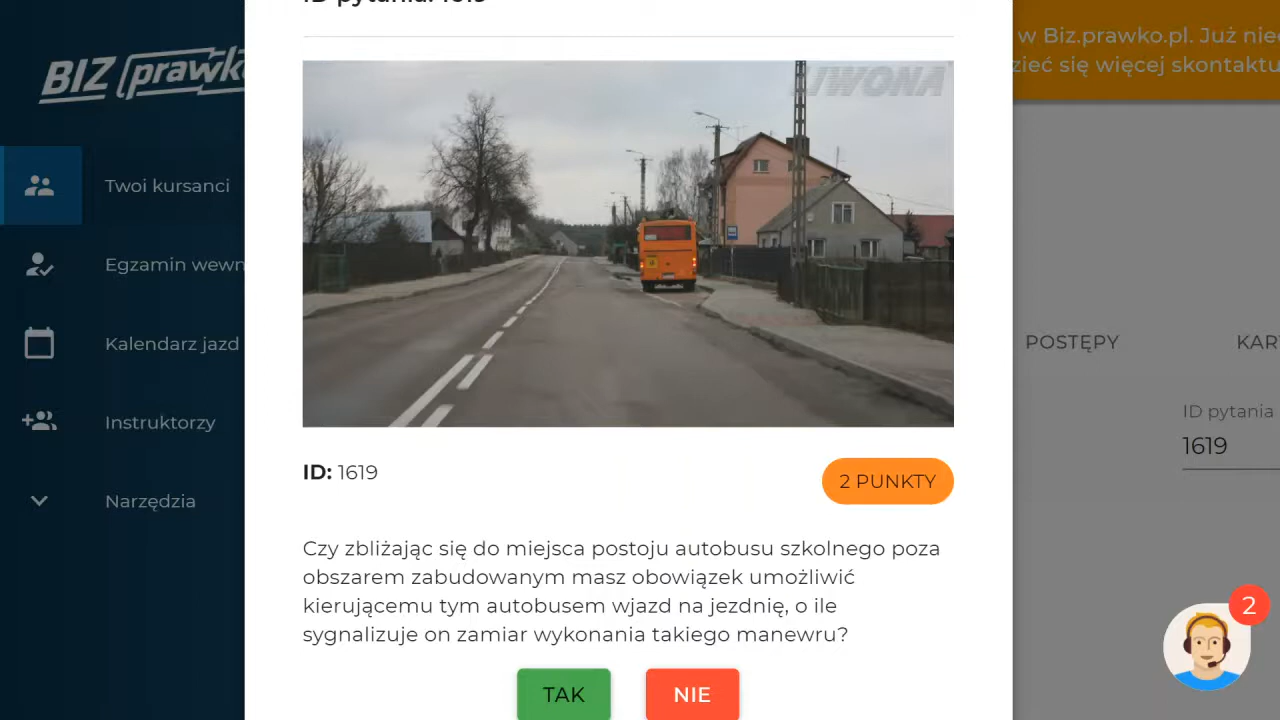 w Biz.prawko.pl. Już nie
zieć się więcej skontaktu
BIZ prawk
Twoi kursanci
Egzamin wewn
Kalendarz jazd
Instruktorzy
Narzędzia
POSTĘPY
KAR
ID pytania
1619
ID: 1619
2 PUNKTY
Czy zbliżając się do miejsca postoju autobusu szkolnego poza
obszarem zabudowanym masz obowiązek umożliwić
kierującemu tym autobusem wjazd na jezdnię, o ile
sygnalizuje on zamiar wykonania takiego manewru?
TAK
NIE
2